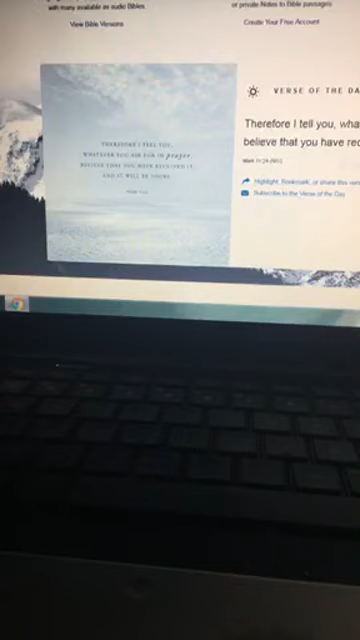 with many available as audio Bibles.
or private Notes to Bible passages.
View Bible Versions
Create Your Free Account
VERSE OF THE DA
Therefore I tell you, wha
believe that you have rec
THEREFORE I TELL YOU,
WHATEVER YOU ASK FOR IN prayer,
BELIEVE THAT YOU HAVE RECEIVED IT,
AND IT WILL BE YOURS.
Highlight, Bookmark, or share this vers
Subscribe to the Verse of the Day